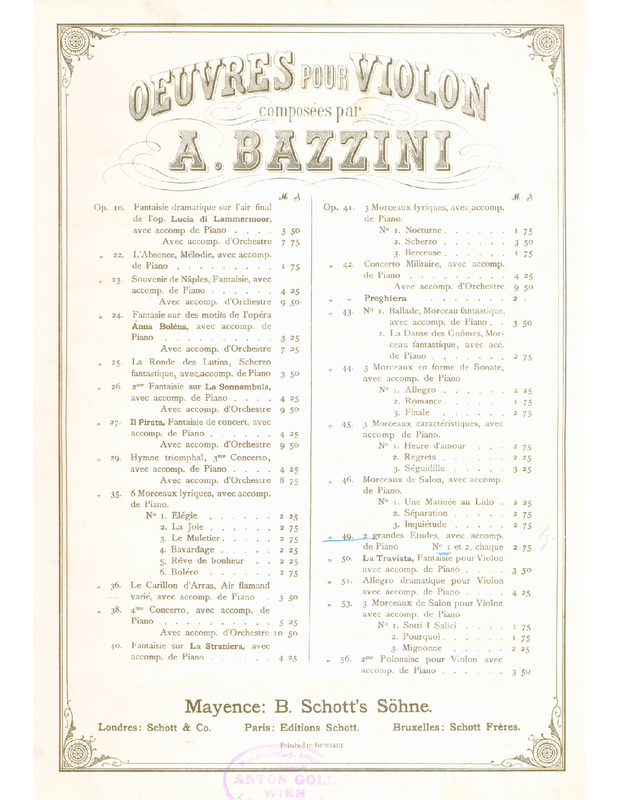 OEUVRES POUR VIOLON
composées par
A. BAZZINI
M S
Op. 10. Fantaisie dramatique sur l'air final
de l'op. Lucia di Lammermoor,
avec accomp de Piano . . . . 3 50
Avec accomp. d'Orchestre 7 75
„ 22. L'Absence, Mélodie, avec accomp.
de Piano . . . . . . . . . 1 75
„ 23. Souvenir de Nâples, Fantaisie, avec
accomp. de Piano . . . . . . 4 25
Avec accomp. d'Orchestre 9 50
„ 24. Fantasie sur des motifs de l'opéra
Anna Boléna, avec accomp. de
Piano . . . . . . . . . . 3 25
Avec accomp. d'Orchestre 7 25
„ 25. La Ronde des Lutins, Scherzo
fantastique, avec accomp. de Piano 3 50
„ 26. 2me Fantaisie sur La Sonnambula,
avec accomp. de Piano . . . . 4 25
Avec accomp. d'Orchestre 9 50
„ 27. Il Pirata, Fantaisie de concert, avec
accomp. de Piano . . . . . . 4 25
Avec accomp. d'Orchestre 9 50
„ 29. Hymne triomphal, 3me Concerto,
avec accomp. de Piano . . . . 4 25
Avec accomp. d'Orchestre 8 75
„ 35. 6 Morceaux lyriques, avec accomp.
de Piano.
No 1. Elégie . . . . . . 2 25
2. La Joie . . . . . . 2 75
3. Le Muletier . . . . . 2 75
4. Bavardage . . . . . 2 25
5. Rêve de bonheur . . . 2 25
6. Boléro . . . . . . . 2 75
„ 36. Le Carillon d'Arras, Air flamand
varié, avec accomp. de Piano . 3 50
„ 38. 4me Concerto, avec accomp. de
Piano . . . . . . . . . . 5 25
Avec accomp. d'Orchestre 10 50
40. Fantaisie sur La Straniera, avec
accomp. de Piano . . . . . . 4 25
M S
Op. 41. 3 Morceaux lyriques, avec accomp.
de Piano.
No 1. Nocturne . . . . . . 1 75
2. Scherzo . . . . . . 3 50
3. Berceuse . . . . . . 1 75
„ 42. Concerto Militaire, avec accomp.
de Piano . . . . . . . . . 4 25
Avec accomp. d'Orchestre 9 50
„ „ Preghiera . . . . . . . 2 .
„ 43. No 1. Ballade, Morceau fantastique,
avec accomp. de Piano . . 3 50
2. La Danse des Gnômes, Mor-
ceau fantastique, avec acc.
de Piano . . . . . . . 2 75
„ 44. 3 Morceaux en forme de Sonate,
avec accomp. de Piano
No 1. Allegro . . . . . . 2 25
2. Romance . . . . . . 1 75
3. Finale . . . . . . . 2 75
„ 45. 3 Morceaux caractéristiques, avec
accomp de Piano.
No 1. Heure d'amour . . . 2 75
2. Regrets . . . . . . 2 25
3. Séguidille . . . . . 3 25
„ 46. Morceaux de Salon, avec accomp.
de Piano.
No 1. Une Matinée au Lido . 2 25
2. Séparation . . . . . 2 75
3. Inquiétude . . . . . 2 75
„ 49. 2 grandes Etudes, avec accomp.
de Piano No 1 et 2, chaque 2 75
„ 50. La Traviata, Fantaisie pour Violon
avec accomp. de Piano . . . . 3 50
„ 51. Allegro dramatique pour Violon
avec accomp. de Piano . . . . 4 25
„ 53. 3 Morceaux de Salon pour Violon
avec accomp. de Piano
No 1. Sotti I Salici . . . . 1 75
2. Pourquoi . . . . . . 1 75
3. Mignonne . . . . . 2 25
„ 56. 2me Polonaise pour Violon avec
accomp. de Piano . . . . . . 3 50
Mayence: B. Schott's Söhne.
Londres: Schott & Co. Paris: Editions Schott. Bruxelles: Schott Frères.
Printed in Germany.
ANTON GOLL
WIEN